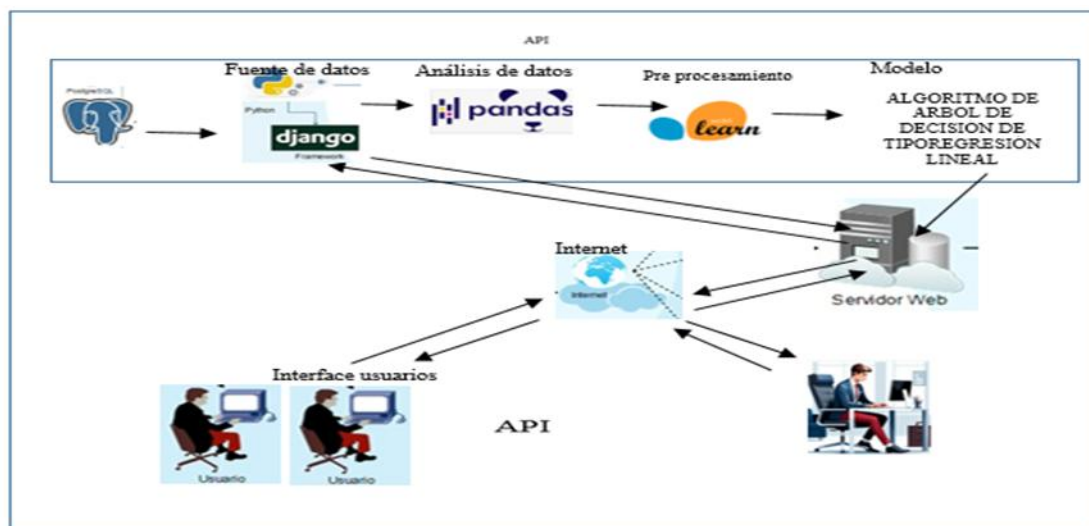 API
Fuente de datos
Análisis de datos
Pre procesamiento
Modelo
PostgreSQL
Python
django
Framework
pandas
learn
ALGORITMO DE
ARBOL DE
DECISION DE
TIPOREGRESION
LINEAL
Internet
Internet
Servidor Web
Interface usuarios
API
Usuario
Usuario